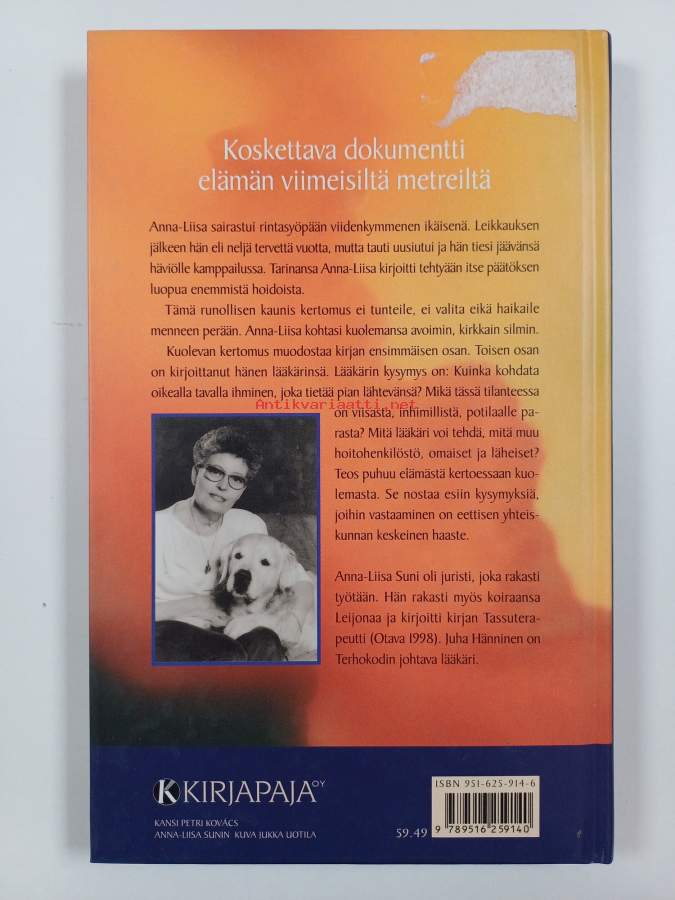 Koskettava dokumentti
elämän viimeisiltä metreiltä
Anna-Liisa sairastui rintasyöpään viidenkymmenen ikäisenä. Leikkauksen
jälkeen hän eli neljä tervettä vuotta, mutta tauti uusiutui ja hän tiesi jäävänsä
häviölle kamppailussa. Tarinansa Anna-Liisa kirjoitti tehtyään itse päätöksen
luopua enemmistä hoidoista.
Tämä runollisen kaunis kertomus ei tunteile, ei valita eikä haikaile
menneen perään. Anna-Liisa kohtasi kuolemansa avoimin, kirkkain silmin.
Kuolevan kertomus muodostaa kirjan ensimmäisen osan. Toisen osan
on kirjoittanut hänen lääkärinsä. Lääkärin kysymys on: Kuinka kohdata
oikealla tavalla ihminen, joka tietää pian lähtevänsä? Mikä tässä tilanteessa
Antikvariaatti.net
on viisasta, inhimillistä, potilaalle pa-
rasta? Mitä lääkäri voi tehdä, mitä muu
hoitohenkilöstö, omaiset ja läheiset?
Teos puhuu elämästä kertoessaan kuo-
lemasta. Se nostaa esiin kysymyksiä,
joihin vastaaminen on eettisen yhteis-
kunnan keskeinen haaste.
Anna-Liisa Suni oli juristi, joka rakasti
työtään. Hän rakasti myös koiraansa
Leijonaa ja kirjoitti kirjan Tassutera-
peutti (Otava 1998). Juha Hänninen on
Terhokodin johtava lääkäri.
K KIRJAPAJA OY
KANSI PETRI KOVÁCS
ANNA-LIISA SUNIN KUVA JUKKA UOTILA
59.49
ISBN 951-625-914-6
9 789516 259140